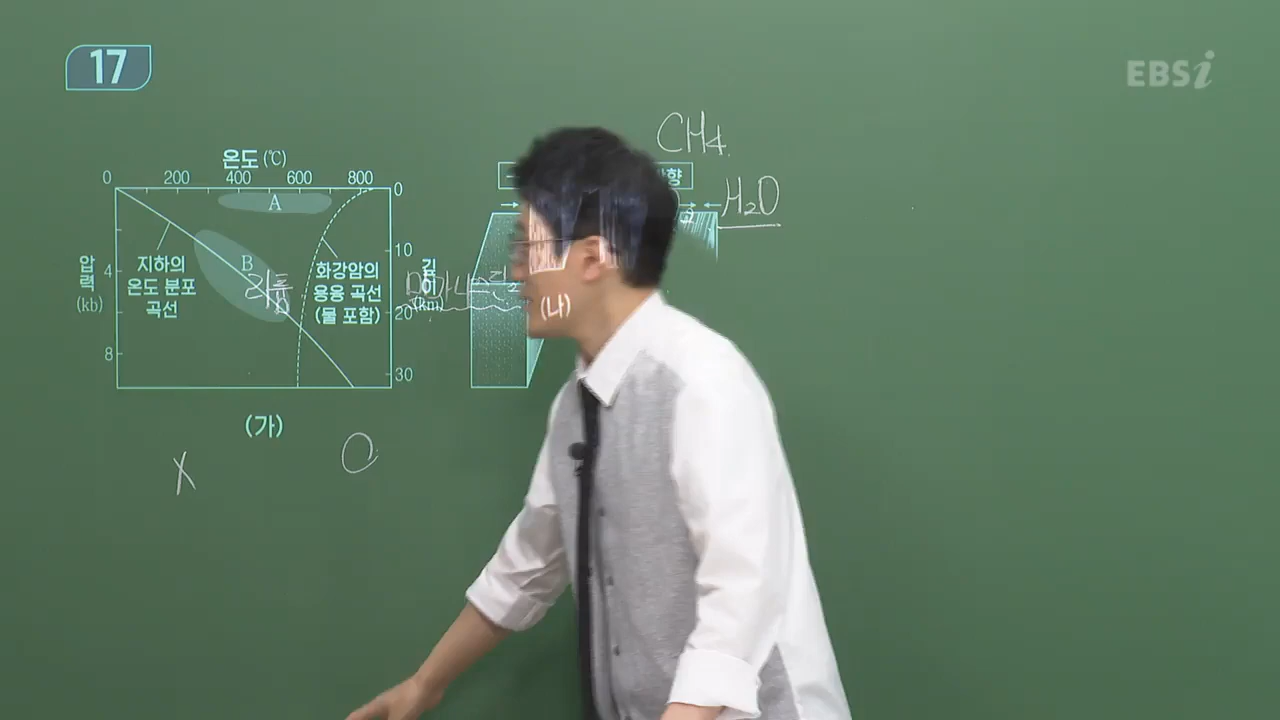 17
EBSi
온도 (℃)
0 200 400 600 800
0
A
10
20
30
압력 (kb)
4
8
깊이 (km)
지하의
온도 분포
곡선
B
화강암의
용융 곡선
(물 포함)
(가)
X O
CH4
향
H2O
(나)